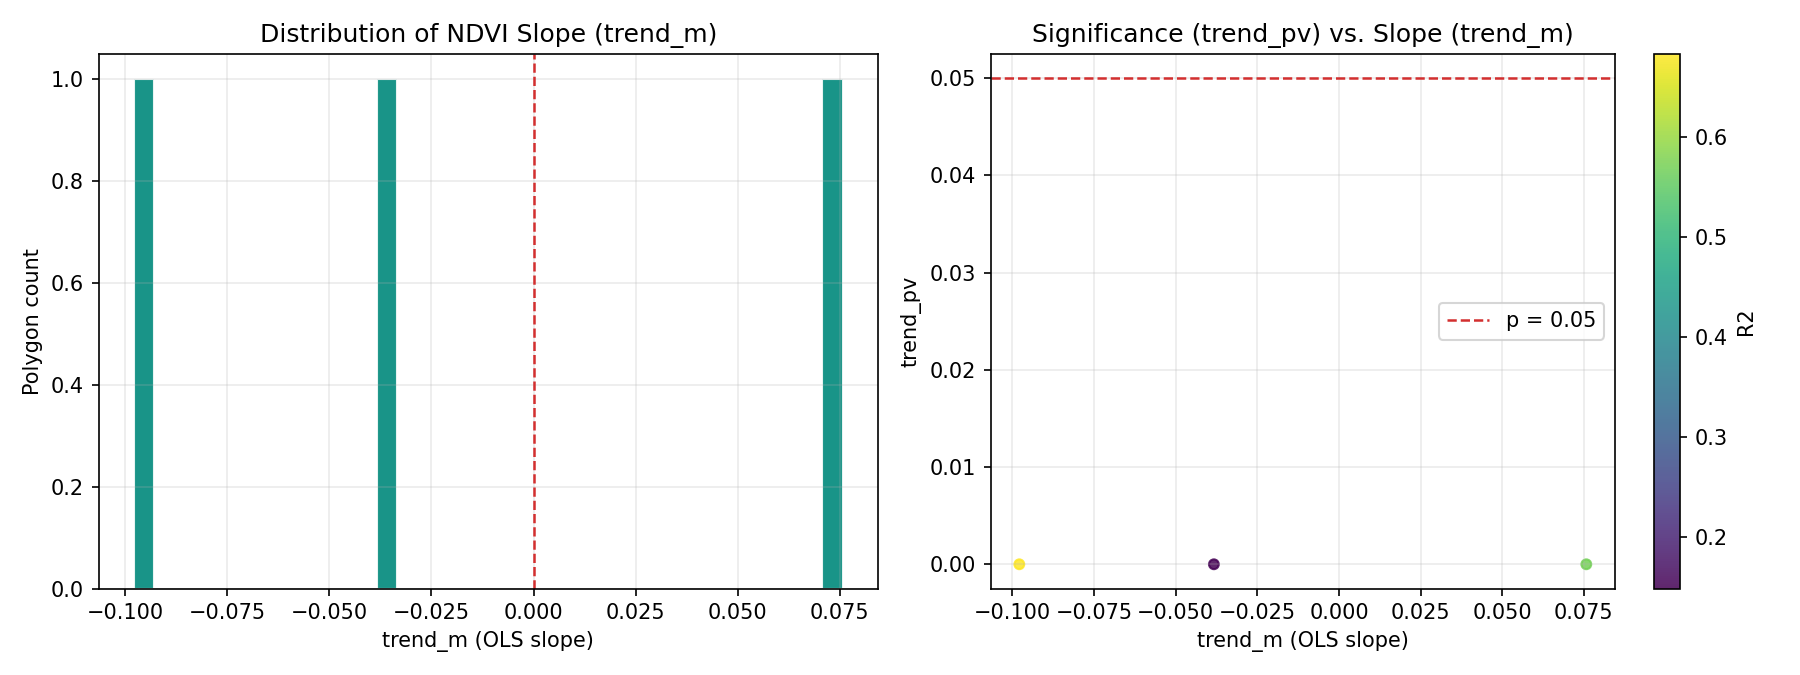 Distribution of NDVI Slope (trend_m)
Polygon count
1.0
0.8
0.6
0.4
0.2
0.0
−0.100 −0.075 −0.050 −0.025 0.000 0.025 0.050 0.075
trend_m (OLS slope)
Significance (trend_pv) vs. Slope (trend_m)
trend_pv
0.05
0.04
0.03
0.02
0.01
0.00
p = 0.05
−0.100 −0.075 −0.050 −0.025 0.000 0.025 0.050 0.075
trend_m (OLS slope)
0.6
0.5
0.4
0.3
0.2
R2